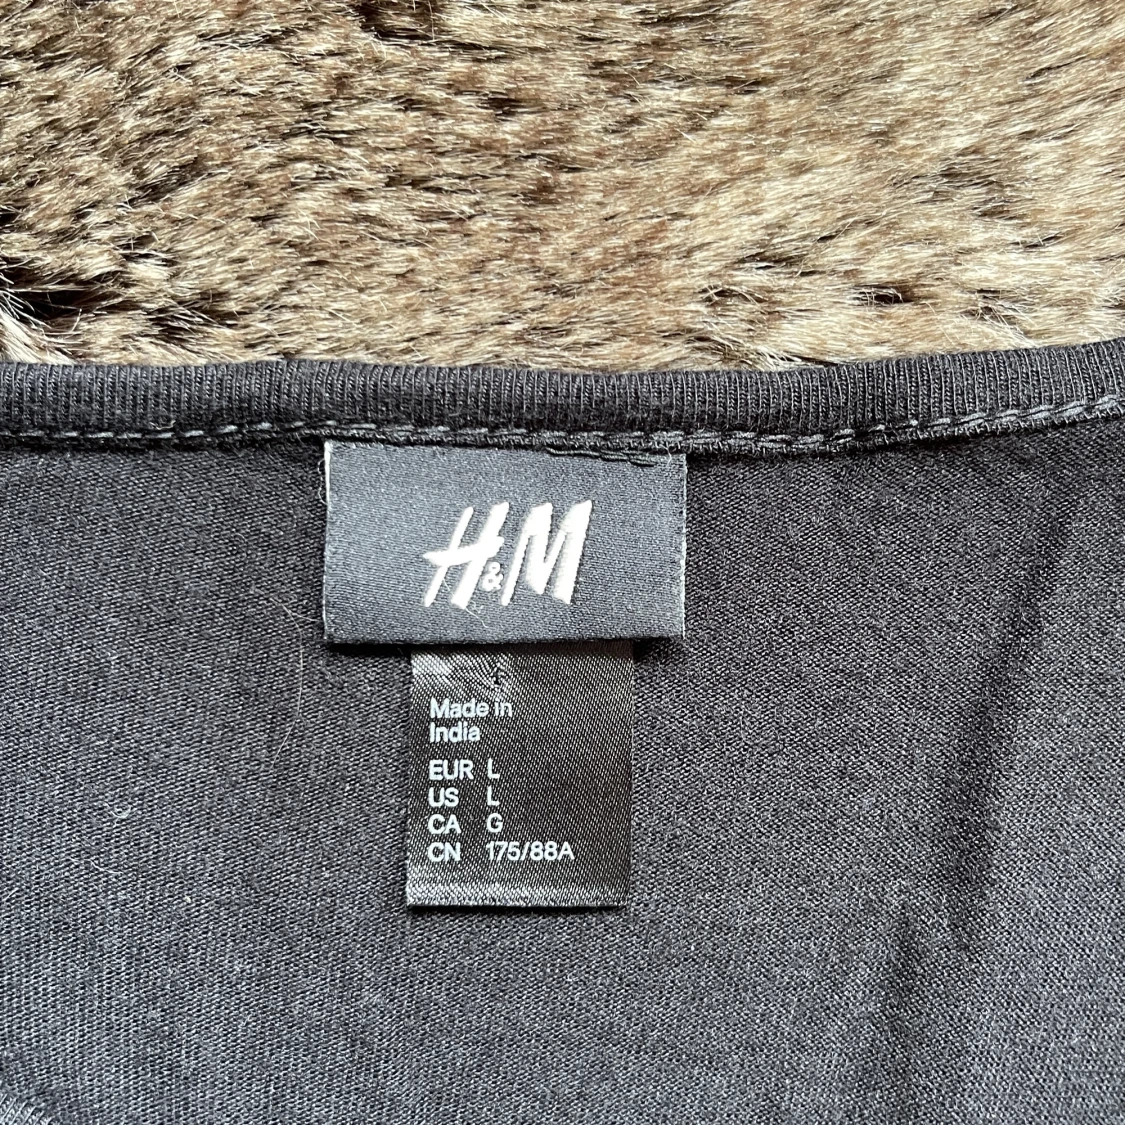 H&M
Made in
India
EUR L
US L
CA G
CN 175/88A